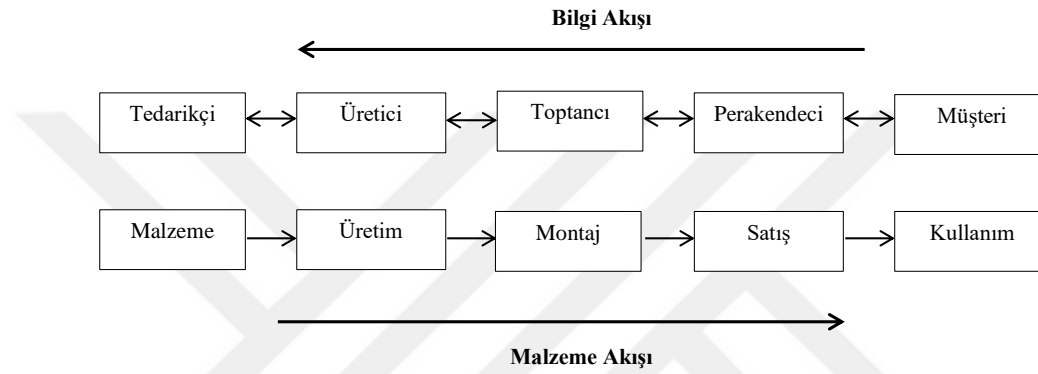 Bilgi Akışı
Tedarikçi Üretici Toptancı Perakendeci Müşteri
Malzeme Üretim Montaj Satış Kullanım
Malzeme Akışı